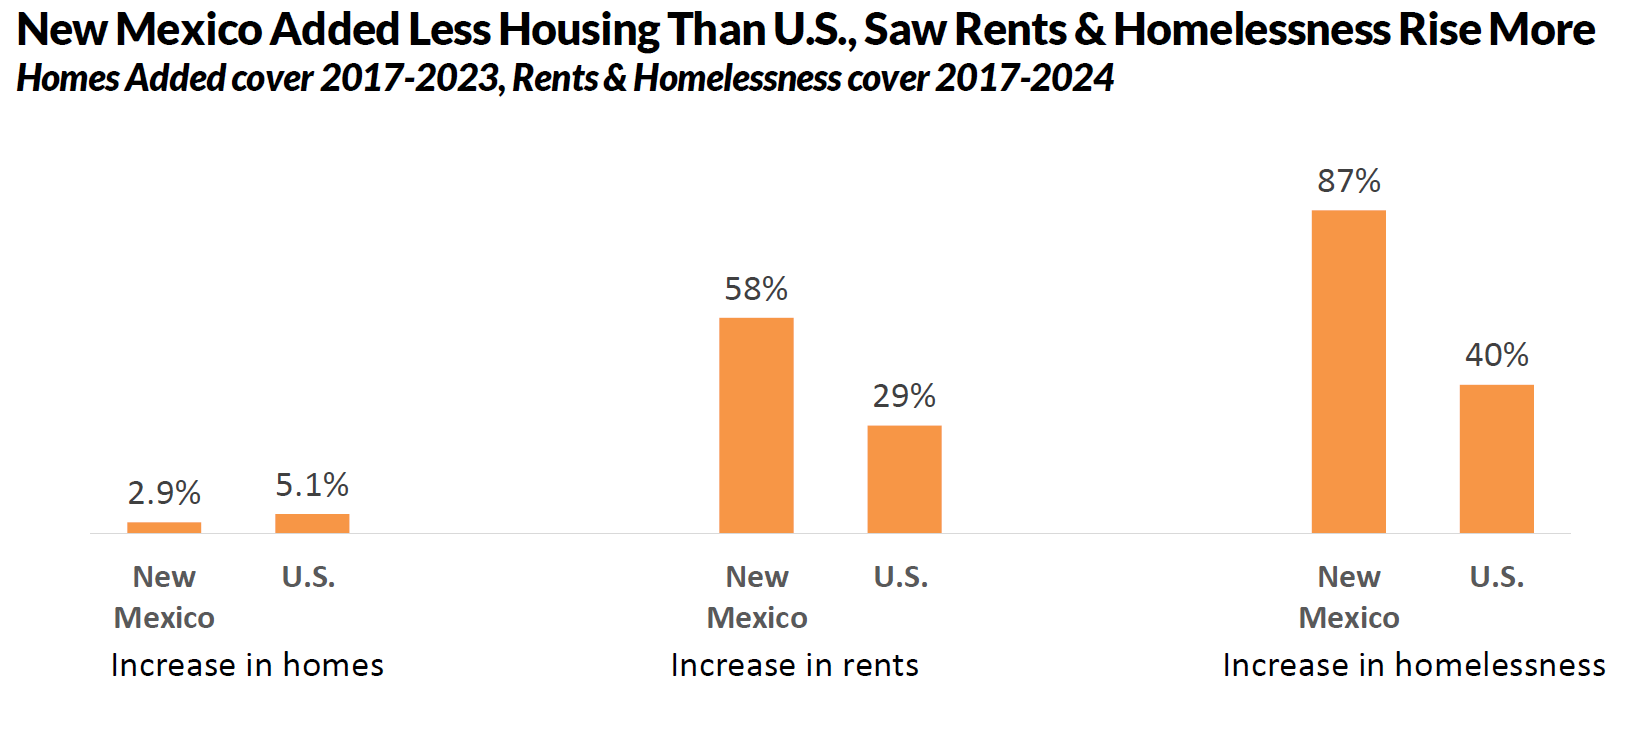 New Mexico Added Less Housing Than U.S., Saw Rents & Homelessness Rise More
Homes Added cover 2017-2023, Rents & Homelessness cover 2017-2024
2.9%
5.1%
58%
29%
87%
40%
New
Mexico
U.S.
New
Mexico
U.S.
New
Mexico
U.S.
Increase in homes
Increase in rents
Increase in homelessness